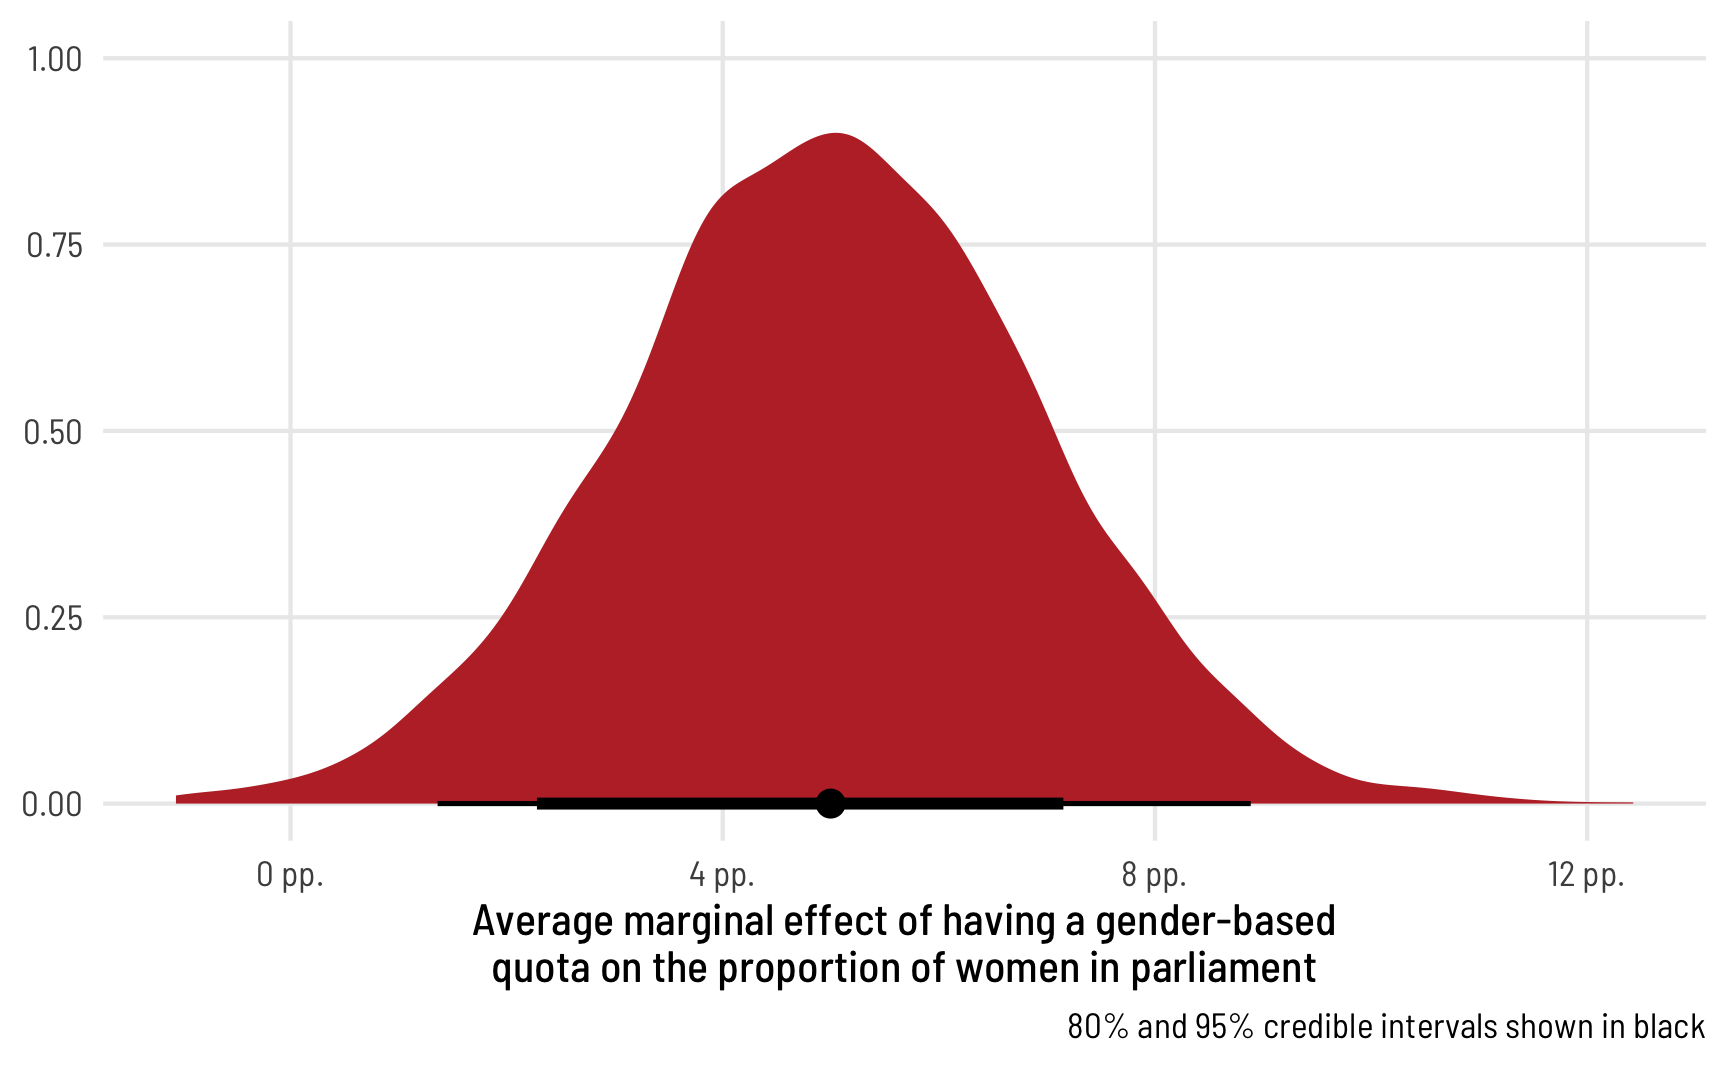 1.00
0.75
0.50
0.25
0.00
0 pp.
4 pp.
8 pp.
12 pp.
Average marginal effect of having a gender-based
quota on the proportion of women in parliament
80% and 95% credible intervals shown in black